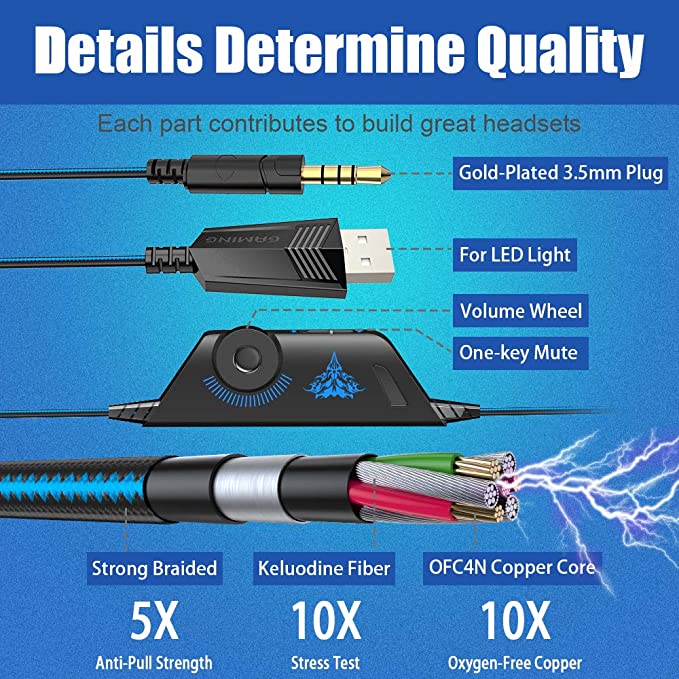 Details Determine Quality
Each part contributes to build great headsets
Gold-Plated 3.5mm Plug
GAMING
For LED Light
Volume Wheel
One-key Mute
Strong Braided
Keluodine Fiber
OFC4N Copper Core
5X
10X
10X
Anti-Pull Strength
Stress Test
Oxygen-Free Copper